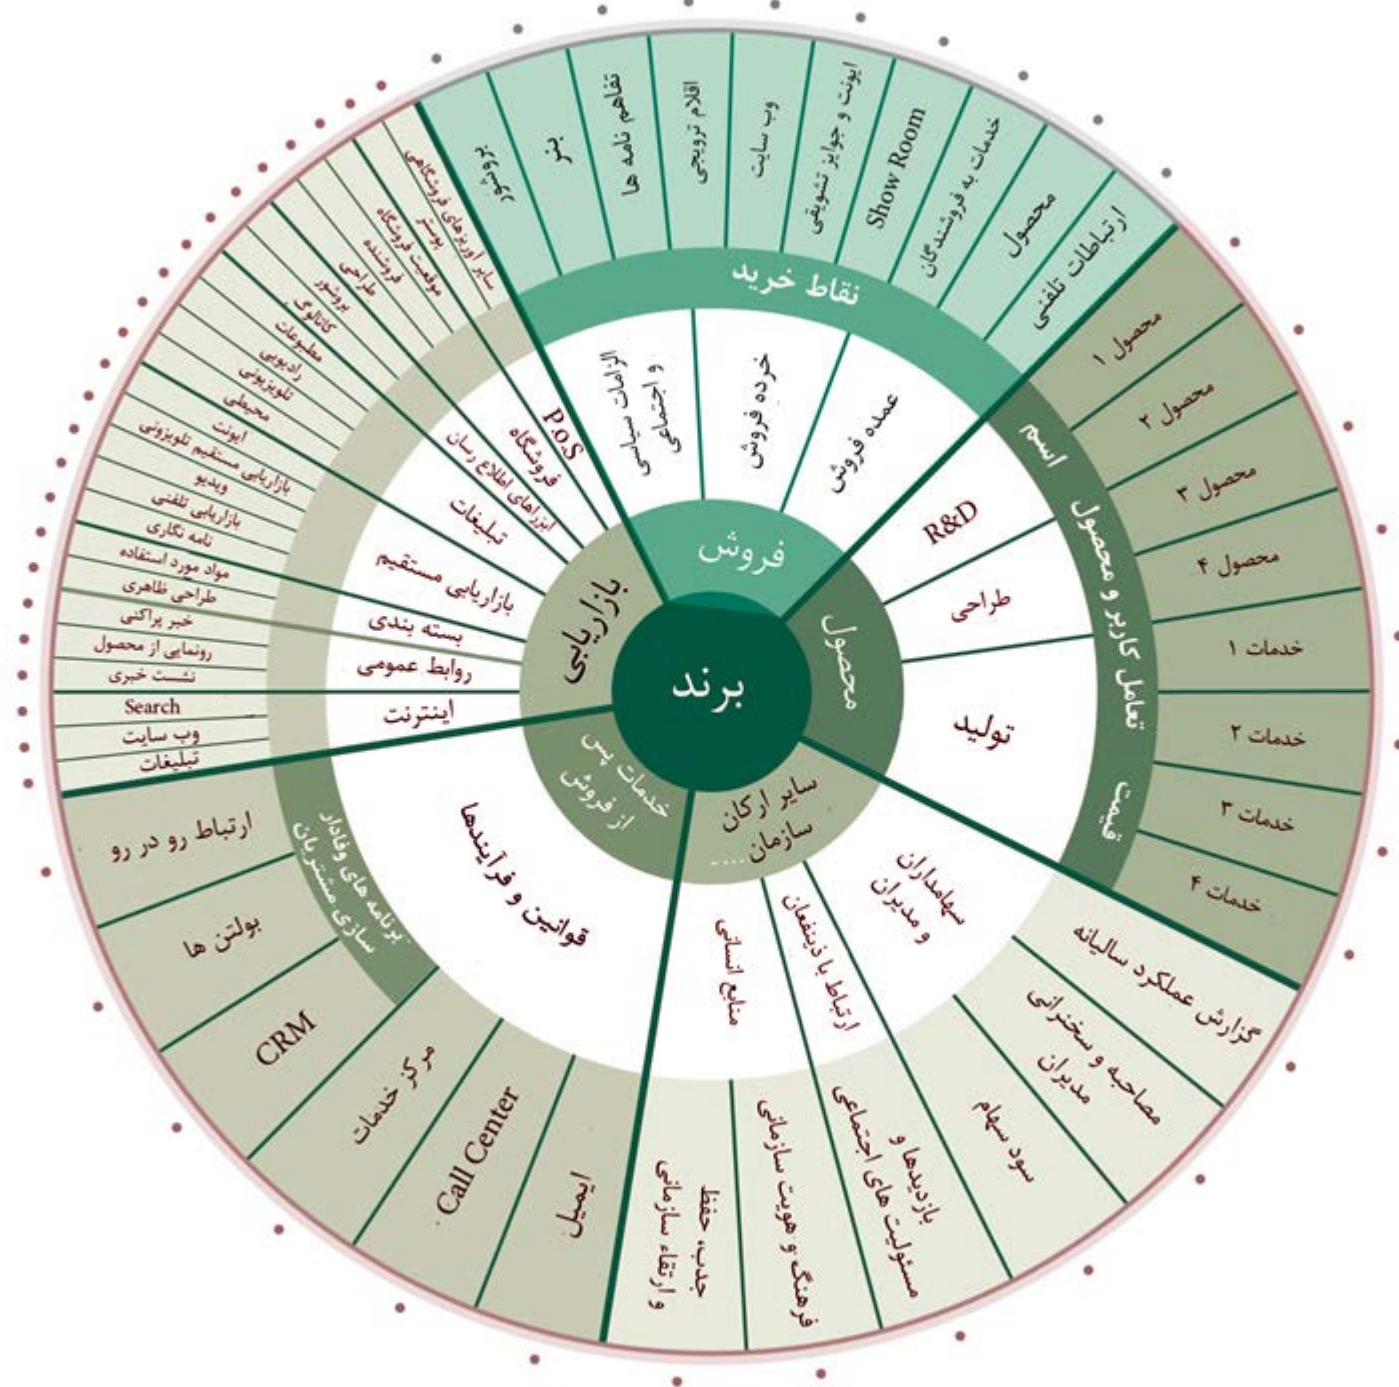 برند
فروش
محصول
سایر ارکان
سازمان....
خدمات پس
از فروش
بازاریابی
الزامات سیاسی
و اجتماعی
خرده فروش
عمده فروش
نقاط خرید
بروشور
بنر
تفاهم نامه ها
اقلام ترویجی
وب سایت
ایونت و جوایز تشویقی
Show Room
خدمات به فروشندگان
محصول
ارتباطات تلفنی
R&D
طراحی
تولید
اسم
تعامل کاربر و محصول
قیمت
محصول ۱
محصول ۲
محصول ۳
محصول ۴
خدمات ۱
خدمات ۲
خدمات ۳
خدمات ۴
سهامداران
و مدیران
ارتباط با ذینفعان
منابع انسانی
گزارش عملکرد سالیانه
مصاحبه و سخنرانی
مدیران
سود سهام
بازدیدها و
مسئولیت های اجتماعی
فرهنگ و هویت سازمانی
جذب، حفظ
و ارتقاء سازمانی
قوانین و فرآیندها
برنامه های وفادار
سازی مشتریان
ایمیل
Call Center
مرکز خدمات
CRM
بولتن ها
ارتباط رو در رو
اینترنت
روابط عمومی
بسته بندی
بازاریابی مستقیم
تبلیغات
ابزارهای اطلاع رسان
فروشگاه
P.o.S
تبلیغات
وب سایت
Search
نشست خبری
رونمایی از محصول
خبر پراکنی
طراحی ظاهری
مواد مورد استفاده
نامه نگاری
بازاریابی تلفنی
ویدیو
بازاریابی مستقیم تلویزیونی
ایونت
محیطی
تلویزیونی
رادیویی
مطبوعات
کاتالوگ
بروشور
طراحی
فروشنده
موقعیت فروشگاه
پوستر
سایر آویزهای فروشگاهی